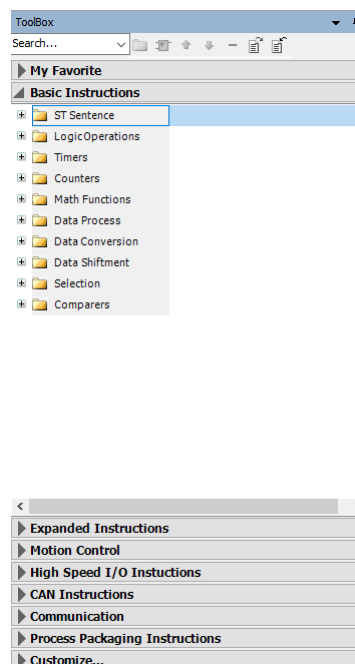 ToolBox
Search...
My Favorite
Basic Instructions
ST Sentence
LogicOperations
Timers
Counters
Math Functions
Data Process
Data Conversion
Data Shiftment
Selection
Comparers
Expanded Instructions
Motion Control
High Speed I/O Instuctions
CAN Instructions
Communication
Process Packaging Instructions
Customize...